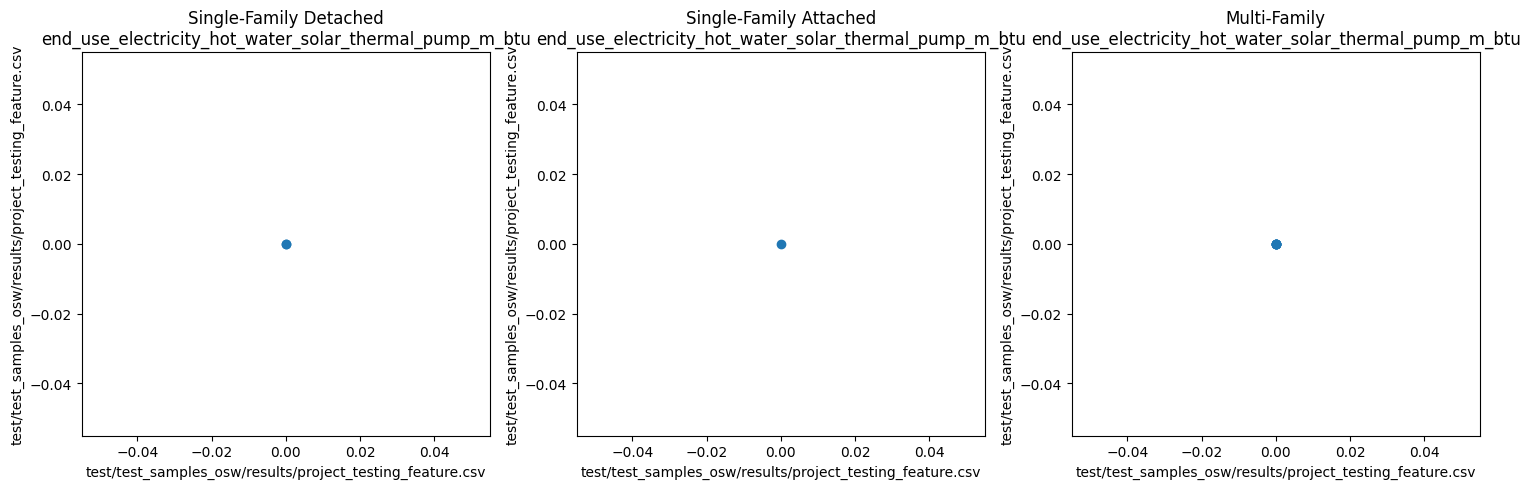 Single-Family Detached
end_use_electricity_hot_water_solar_thermal_pump_m_btu
test/test_samples_osw/results/project_testing_feature.csv
0.04
0.02
0.00
−0.02
−0.04
−0.04 −0.02 0.00 0.02 0.04
test/test_samples_osw/results/project_testing_feature.csv
Single-Family Attached
end_use_electricity_hot_water_solar_thermal_pump_m_btu
test/test_samples_osw/results/project_testing_feature.csv
0.04
0.02
0.00
−0.02
−0.04
−0.04 −0.02 0.00 0.02 0.04
test/test_samples_osw/results/project_testing_feature.csv
Multi-Family
end_use_electricity_hot_water_solar_thermal_pump_m_btu
test/test_samples_osw/results/project_testing_feature.csv
0.04
0.02
0.00
−0.02
−0.04
−0.04 −0.02 0.00 0.02 0.04
test/test_samples_osw/results/project_testing_feature.csv